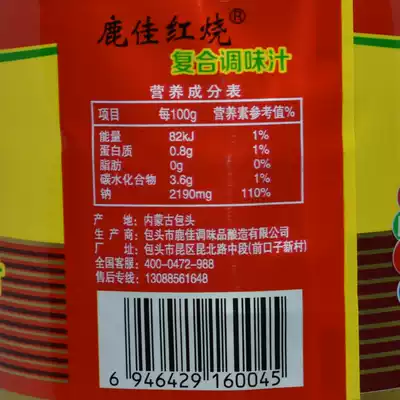 鹿佳红烧®
复合调味汁
营养成分表
项目 每100g 营养素参考值%
能量 82kJ 1%
蛋白质 0.8g 1%
脂肪 0g 0%
碳水化合物 3.6g 1%
钠 2190mg 110%
产 地: 内蒙古包头
生 产 商: 包头市鹿佳调味品酿造有限公司
厂 址: 包头市昆区昆北路中段(前口子新村)
全国客服: 400-0472-988
售后专线: 13088561648
6 946429 160045